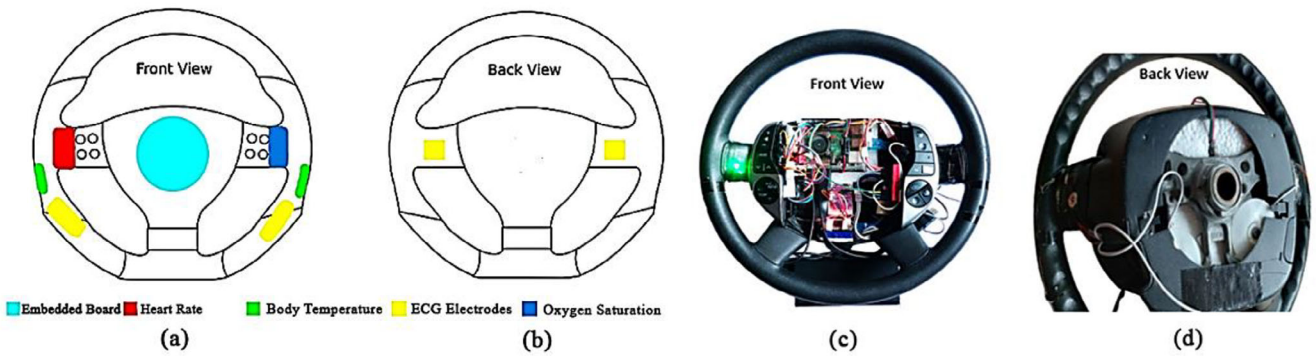 Front View
Back View
Front View
Back View
Embedded Board Heart Rate Body Temperature ECG Electrodes Oxygen Saturation
(a) (b) (c) (d)